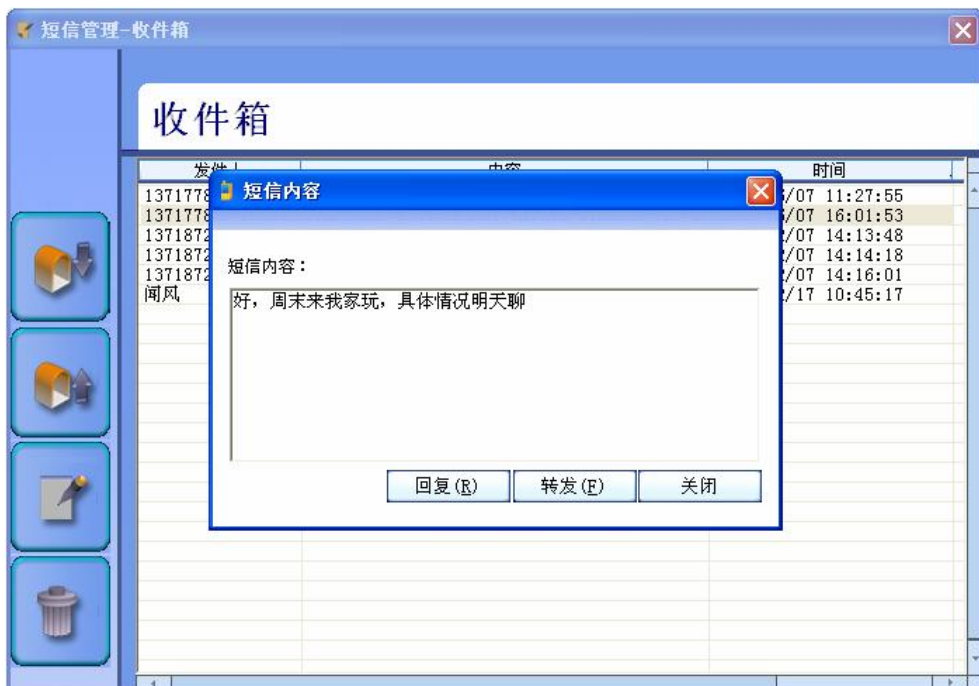 短信管理-收件箱
收件箱
发件人 内容 时间
1371778 /07 11:27:55
1371778 /07 16:01:53
1371872 /07 14:13:48
1371872 /07 14:14:18
1371872 /07 14:16:01
闻风 /17 10:45:17
短信内容
短信内容：
好，周末来我家玩，具体情况明天聊
回复(R) 转发(F) 关闭